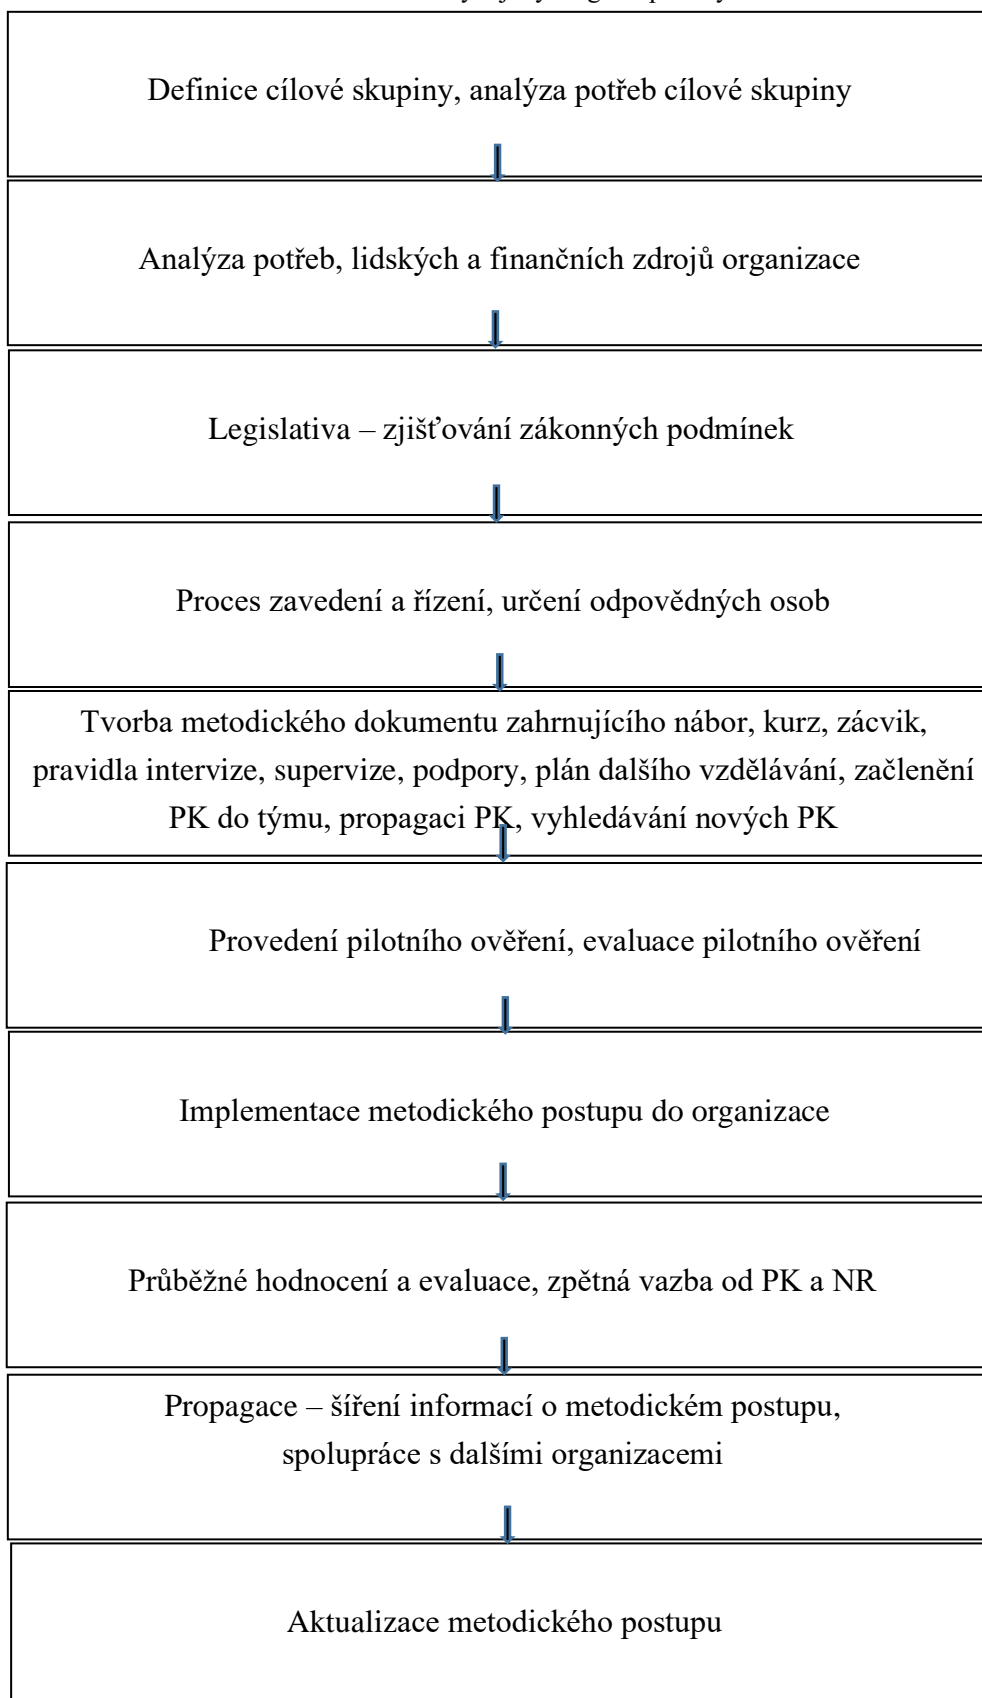 Definice cílové skupiny, analýza potřeb cílové skupiny
Analýza potřeb, lidských a finančních zdrojů organizace
Legislativa – zjišťování zákonných podmínek
Proces zavedení a řízení, určení odpovědných osob
Tvorba metodického dokumentu zahrnujícího nábor, kurz, zácvik,
pravidla intervize, supervize, podpory, plán dalšího vzdělávání, začlenění
PK do týmu, propagaci PK, vyhledávání nových PK
Provedení pilotního ověření, evaluace pilotního ověření
Implementace metodického postupu do organizace
Průběžné hodnocení a evaluace, zpětná vazba od PK a NR
Propagace – šíření informací o metodickém postupu,
spolupráce s dalšími organizacemi
Aktualizace metodického postupu